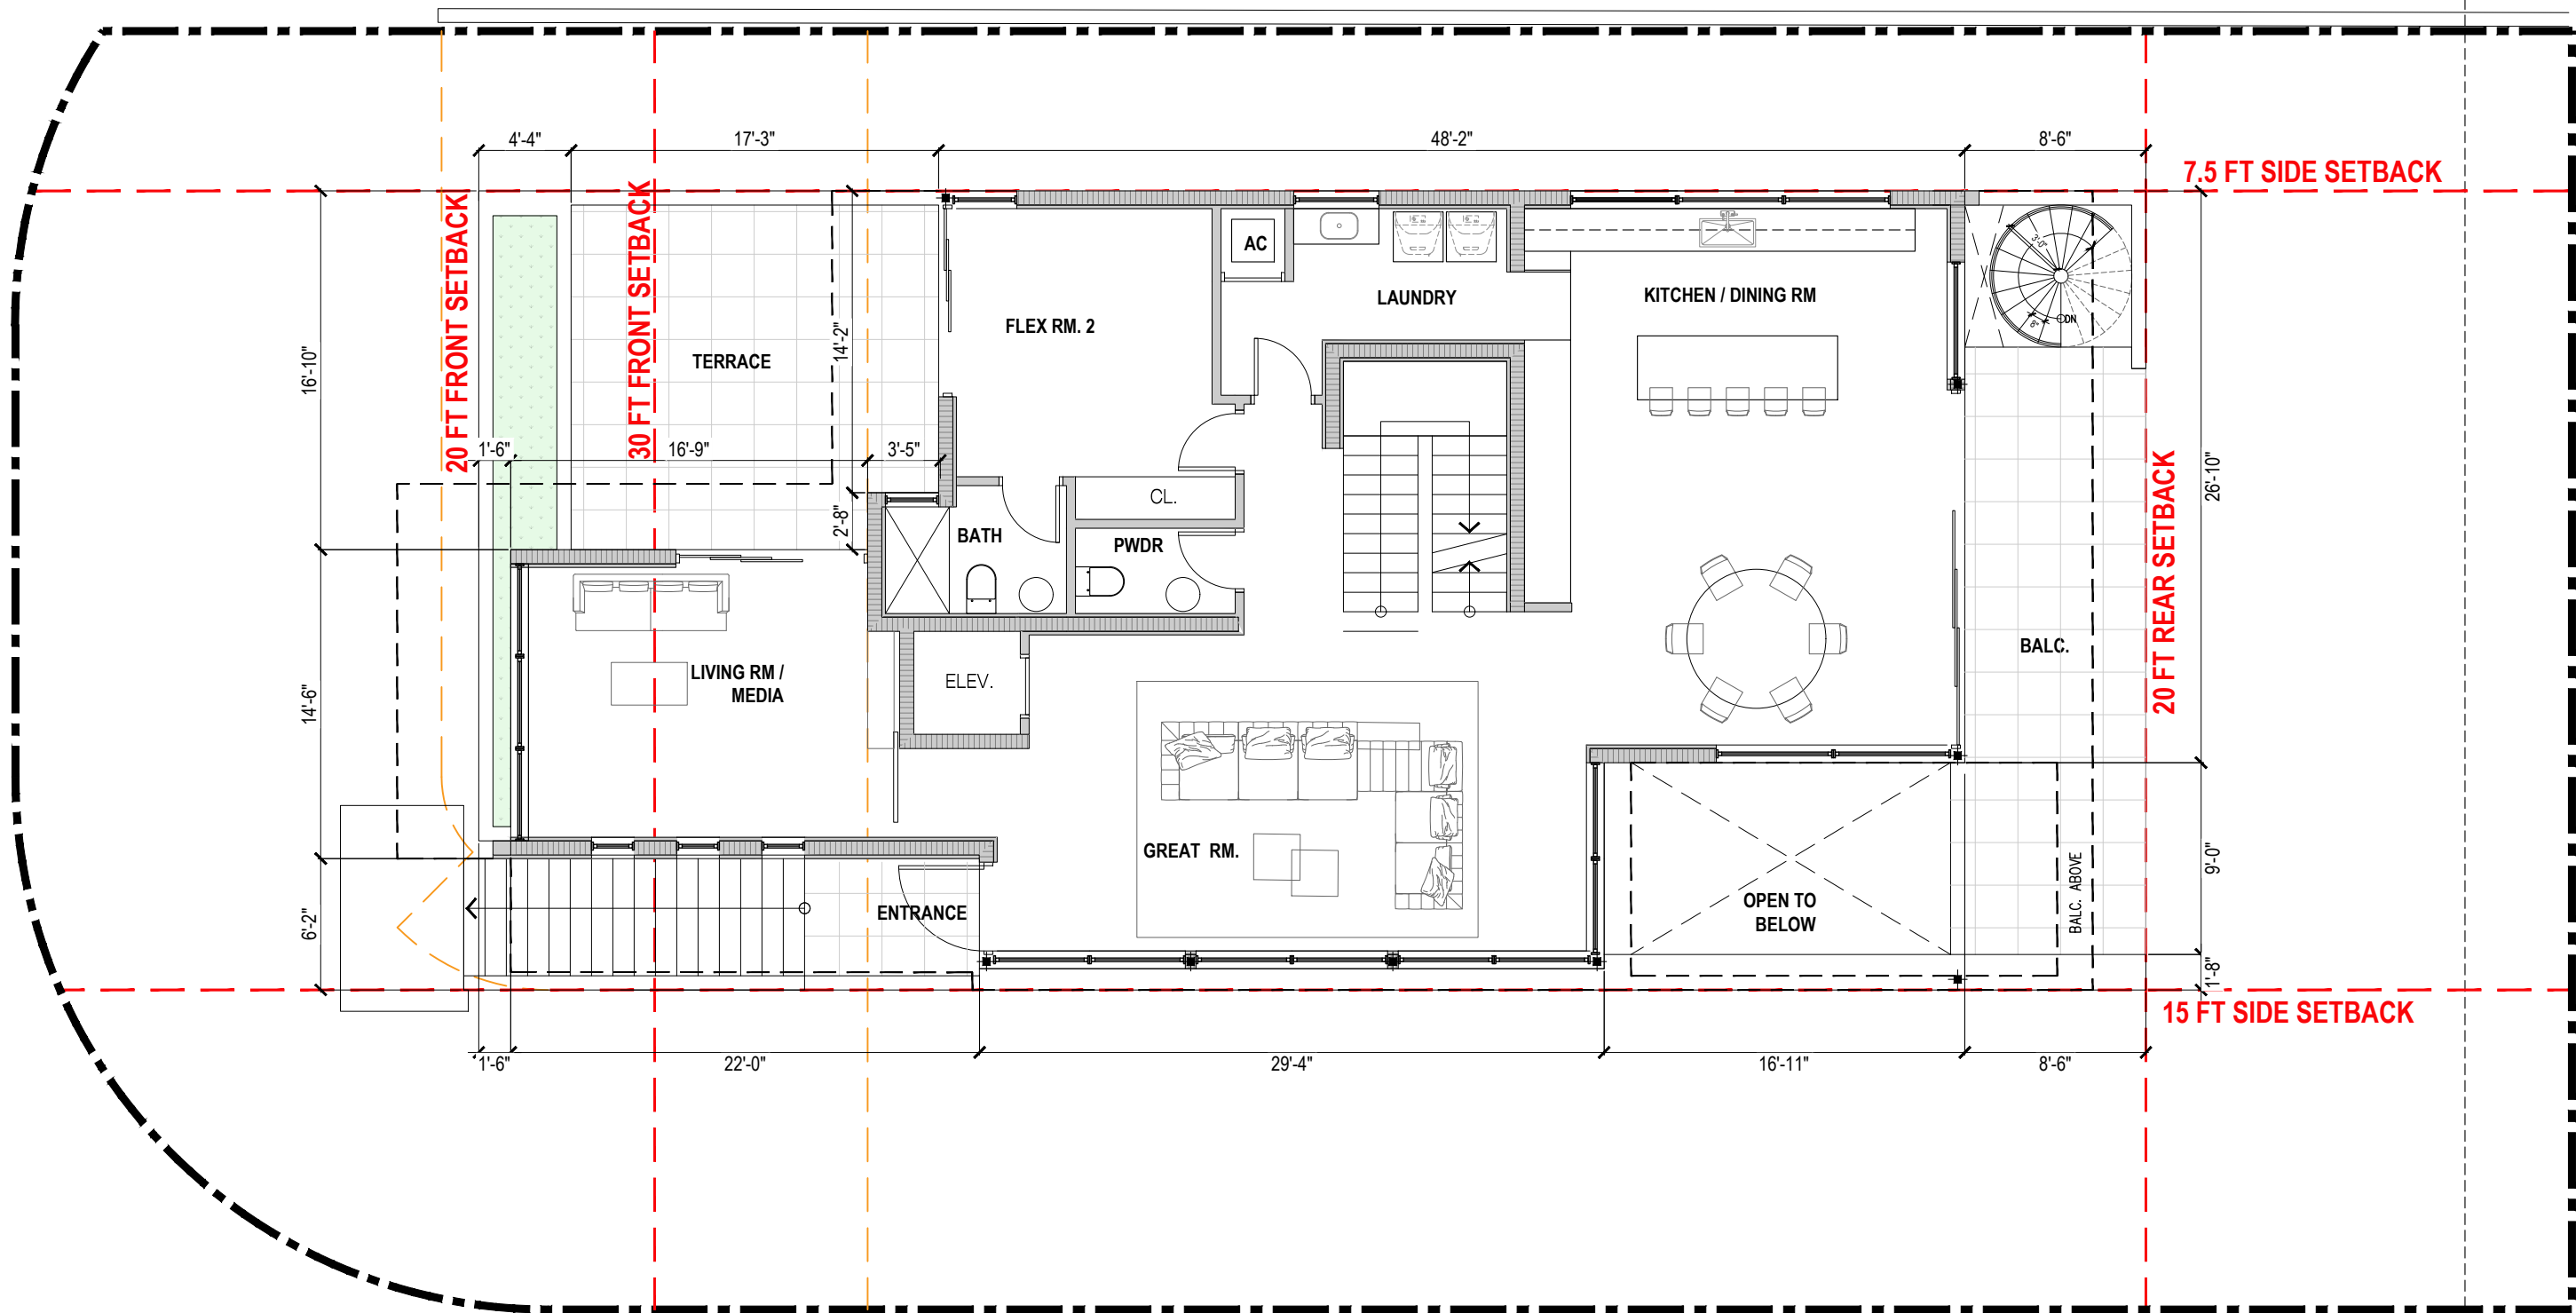 4'-4"
17'-3"
48'-2"
8'-6"
7.5 FT SIDE SETBACK
20 FT FRONT SETBACK
30 FT FRONT SETBACK
AC
LAUNDRY
KITCHEN / DINING RM
3'-0"
8"
DN
FLEX RM. 2
TERRACE
14'-2"
16'-10"
26'-10"
1'-6"
16'-9"
3'-5"
CL.
2'-8"
BATH
PWDR
20 FT REAR SETBACK
BALC.
LIVING RM /
MEDIA
ELEV.
14'-6"
GREAT RM.
9'-0"
BALC. ABOVE
OPEN TO
BELOW
ENTRANCE
6'-2"
1'-8"
15 FT SIDE SETBACK
1'-6"
22'-0"
29'-4"
16'-11"
8'-6"